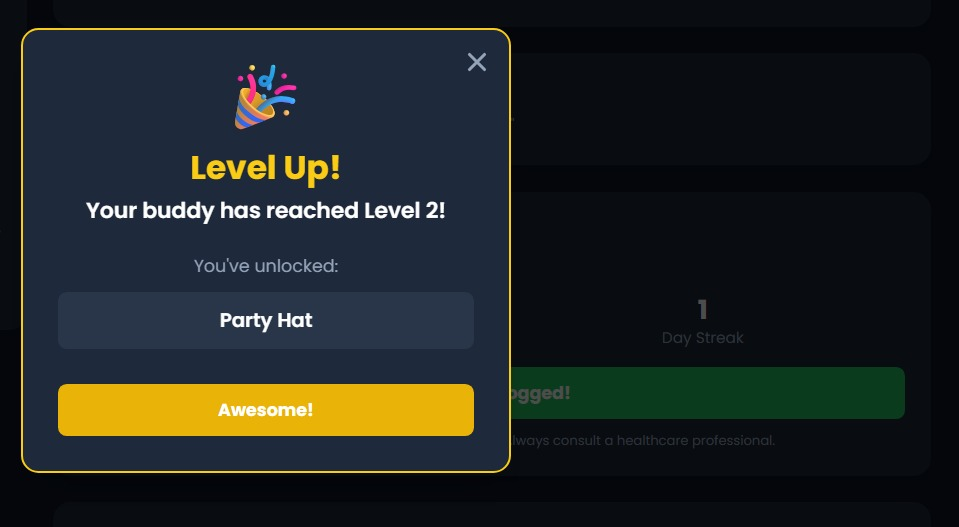 Level Up!
Your buddy has reached Level 2!
You've unlocked:
Party Hat
Awesome!
1
Day Streak
ogged!
lways consult a healthcare professional.